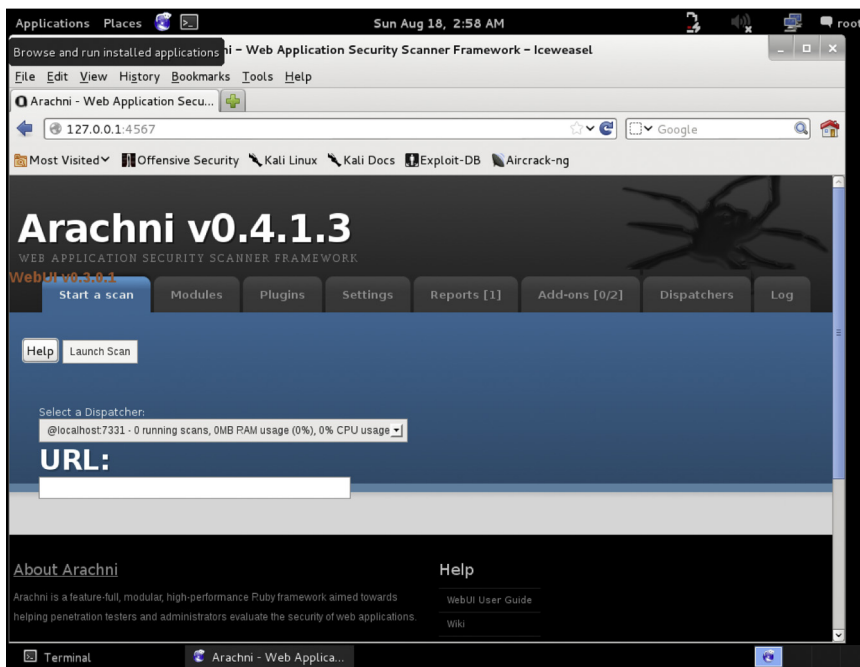 Applications Places Sun Aug 18, 2:58 AM root
Browse and run installed applications
ni – Web Application Security Scanner Framework – Iceweasel
File Edit View History Bookmarks Tools Help
Arachni - Web Application Secu...
127.0.0.1:4567 Google
Most Visited Offensive Security Kali Linux Kali Docs Exploit-DB Aircrack-ng
Arachni v0.4.1.3
WEB APPLICATION SECURITY SCANNER FRAMEWORK
WebUI v0.3.0.1
Start a scan Modules Plugins Settings Reports [1] Add-ons [0/2] Dispatchers Log
Help Launch Scan
Select a Dispatcher:
@localhost:7331 - 0 running scans, 0MB RAM usage (0%), 0% CPU usage
URL:
About Arachni Help
Arachni is a feature-full, modular, high-performance Ruby framework aimed towards
helping penetration testers and administrators evaluate the security of web applications.
WebUI User Guide
Wiki
Terminal Arachni - Web Applica...